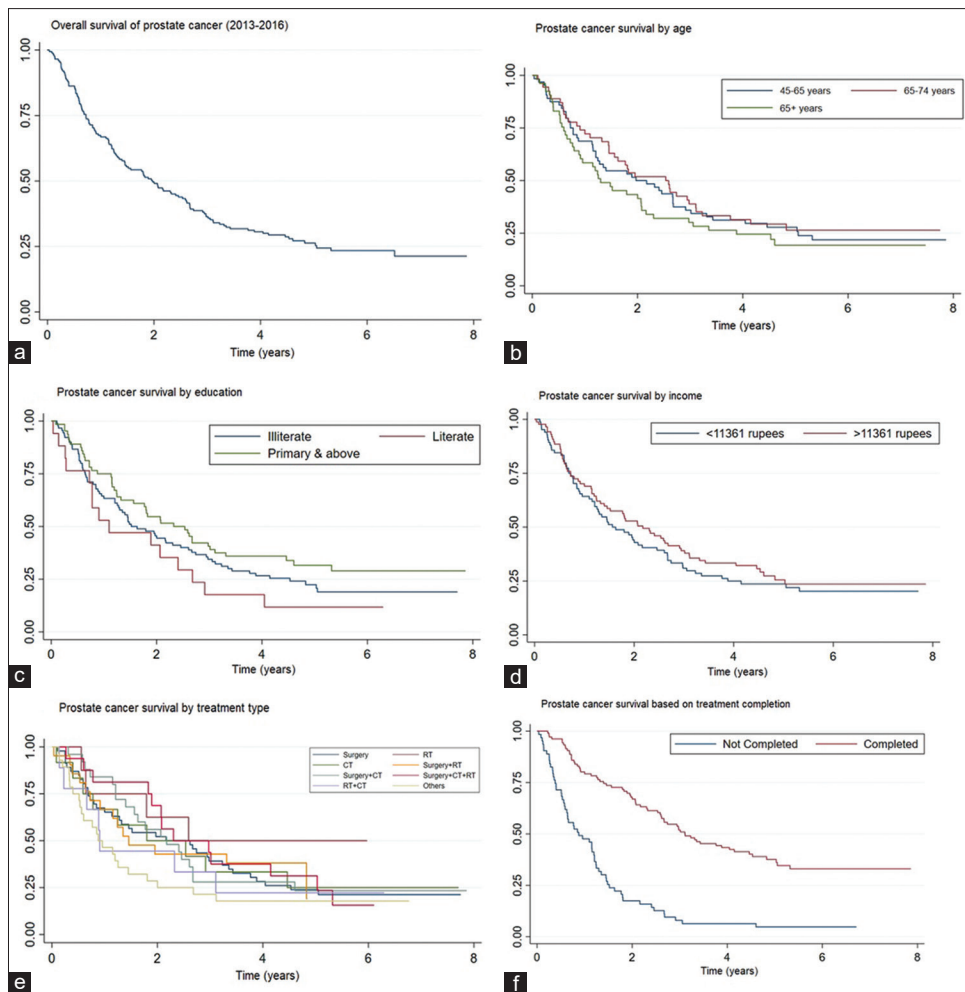 Overall survival of prostate cancer (2013-2016)
1.00
0.75
0.50
0.25
0.00
0 2 4 6 8
Time (years)
a
Prostate cancer survival by age
45-65 years 65-74 years
65+ years
1.00
0.75
0.50
0.25
0.00
0 2 4 6 8
Time (years)
b
Prostate cancer survival by education
Illiterate Literate
Primary & above
1.00
0.75
0.50
0.25
0.00
0 2 4 6 8
Time (years)
c
Prostate cancer survival by income
<11361 rupees >11361 rupees
1.00
0.75
0.50
0.25
0.00
0 2 4 6 8
Time (years)
d
Prostate cancer survival by treatment type
Surgery RT
CT Surgery+RT
Surgery+CT Surgery+CT+RT
RT+CT Others
1.00
0.75
0.50
0.25
0.00
0 2 4 6 8
Time (years)
e
Prostate cancer survival based on treatment completion
Not Completed Completed
1.00
0.75
0.50
0.25
0.00
0 2 4 6 8
Time (years)
f